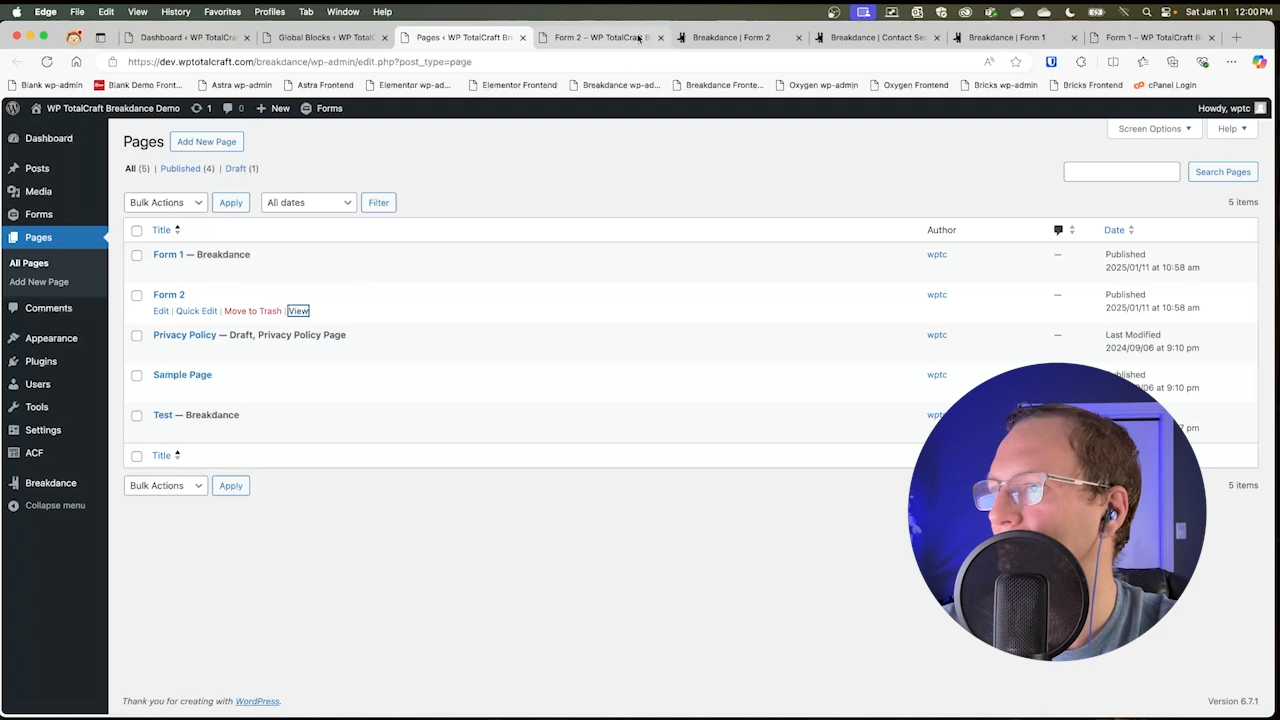 Edge File Edit View History Favorites Profiles Tab Window Help Sat Jan 11 12:00 PM
Dashboard ‹ WP TotalCraf
Global Blocks ‹ WP TotalC
Pages ‹ WP TotalCraft Bre
Form 2 – WP TotalCraft B
Breakdance | Form 2
Breakdance | Contact Sec
Breakdance | Form 1
Form 1 – WP TotalCraft B
https://dev.wptotalcraft.com/breakdance/wp-admin/edit.php?post_type=page
Blank wp-admin Blank Demo Front... Astra wp-admin Astra Frontend Elementor wp-ad... Elementor Frontend Breakdance wp-ad... Breakdance Fronte... Oxygen wp-admin Oxygen Frontend Bricks wp-admin Bricks Frontend cPanel Login
WP TotalCraft Breakdance Demo 1 0 New Forms Howdy, wptc
Dashboard
Posts
Media
Forms
Pages
All Pages
Add New Page
Comments
Appearance
Plugins
Users
Tools
Settings
ACF
Breakdance
Collapse menu
Screen Options Help
Pages Add New Page
All (5) | Published (4) | Draft (1)
Search Pages
Bulk Actions Apply All dates Filter 5 items
Title Author Date
Form 1 — Breakdance wptc — Published
2025/01/11 at 10:58 am
Form 2 wptc — Published
Edit | Quick Edit | Move to Trash | View 2025/01/11 at 10:58 am
Privacy Policy — Draft, Privacy Policy Page wptc — Last Modified
2024/09/06 at 9:10 pm
Sample Page wptc
at 9:10 pm
Test — Breakdance
pm
Title
Bulk Actions Apply 5 items
Thank you for creating with WordPress. Version 6.7.1